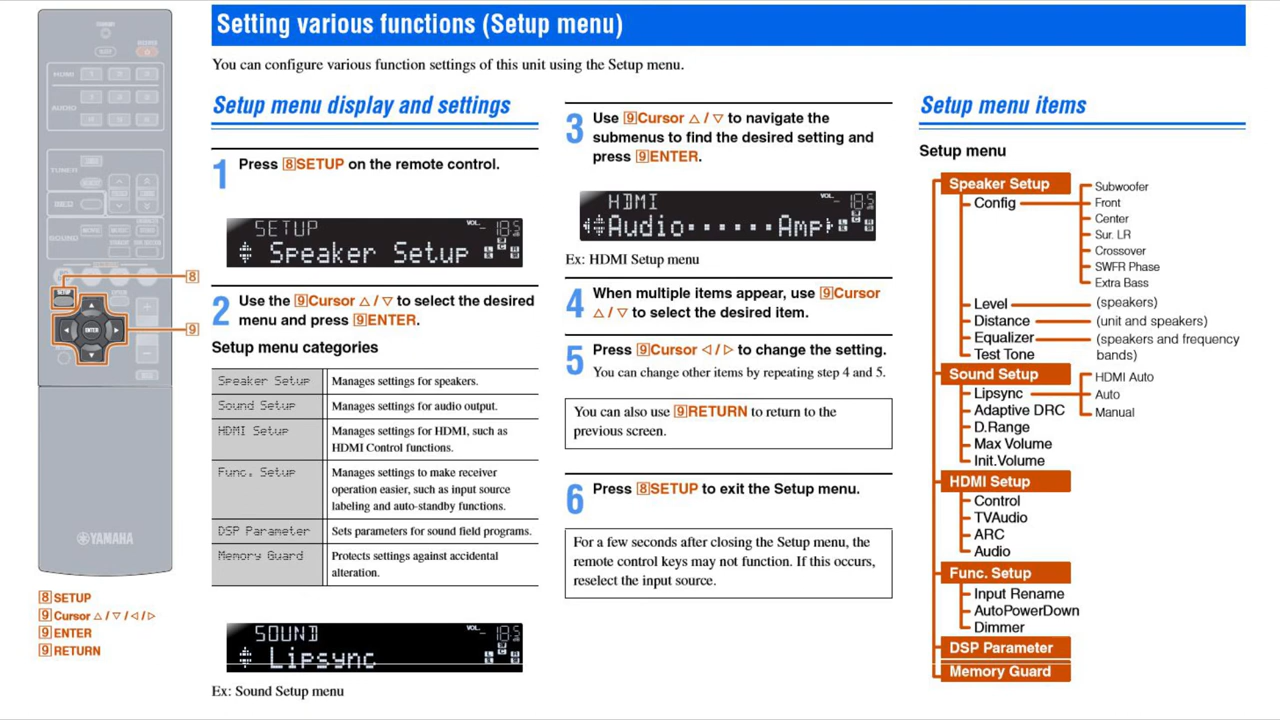 Setting various functions (Setup menu)
You can configure various function settings of this unit using the Setup menu.
Setup menu display and settings
1 Press 8SETUP on the remote control.
SETUP VOL.
Speaker Setup
2 Use the 9Cursor △ / ▽ to select the desired
menu and press 9ENTER.
Setup menu categories
Speaker Setup Manages settings for speakers.
Sound Setup Manages settings for audio output.
HDMI Setup Manages settings for HDMI, such as
HDMI Control functions.
Func. Setup Manages settings to make receiver
operation easier, such as input source
labeling and auto-standby functions.
DSP Parameter Sets parameters for sound field programs.
Memory Guard Protects settings against accidental
alteration.
SOUND VOL.
Lipsync
Ex: Sound Setup menu
3 Use 9Cursor △ / ▽ to navigate the
submenus to find the desired setting and
press 9ENTER.
HDMI VOL.
Audio······Amp
Ex: HDMI Setup menu
4 When multiple items appear, use 9Cursor
△ / ▽ to select the desired item.
5 Press 9Cursor ◁ / ▷ to change the setting.
You can change other items by repeating step 4 and 5.
You can also use 9RETURN to return to the
previous screen.
6 Press 8SETUP to exit the Setup menu.
For a few seconds after closing the Setup menu, the
remote control keys may not function. If this occurs,
reselect the input source.
Setup menu items
Setup menu
Speaker Setup
Config
Subwoofer
Front
Center
Sur. LR
Crossover
SWFR Phase
Extra Bass
Level (speakers)
Distance (unit and speakers)
Equalizer (speakers and frequency
bands)
Test Tone
Sound Setup
Lipsync
HDMI Auto
Auto
Manual
Adaptive DRC
D.Range
Max Volume
Init.Volume
HDMI Setup
Control
TVAudio
ARC
Audio
Func. Setup
Input Rename
AutoPowerDown
Dimmer
DSP Parameter
Memory Guard
HDMI 1 2 3
AUDIO
TUNER
SOUND
8
9
ENTER
YAMAHA
8 SETUP
9 Cursor △ / ▽ / ◁ / ▷
9 ENTER
9 RETURN